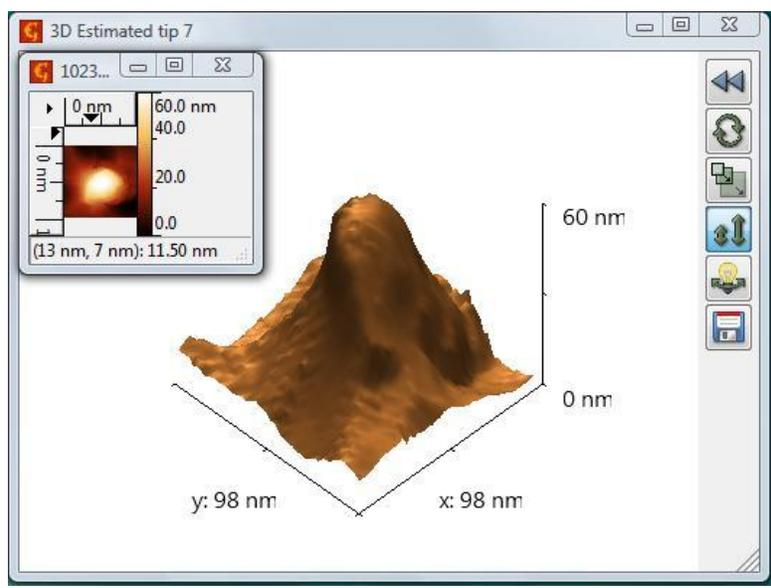 3D Estimated tip 7
1023...
0 nm
60.0 nm
40.0
20.0
0.0
0 nm
(13 nm, 7 nm): 11.50 nm
60 nm
0 nm
y: 98 nm
x: 98 nm